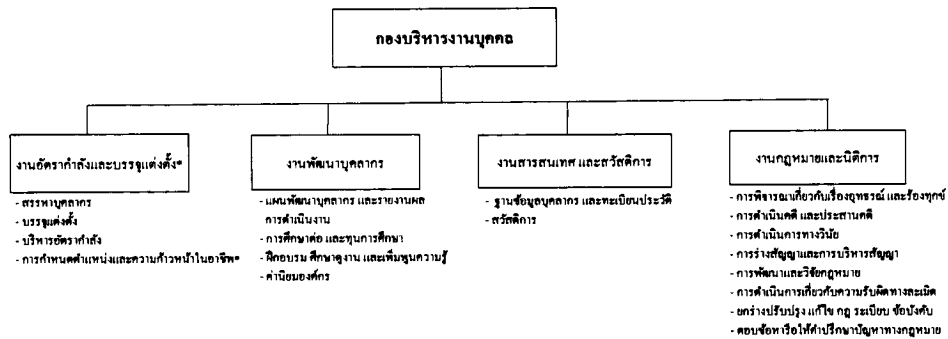 กองบริหารงานบุคคล
งานอัตรากำลังและบรรจุแต่งตั้ง*
- สรรหาบุคลากร
- บรรจุแต่งตั้ง
- บริหารอัตรากำลัง
- การกำหนดตำแหน่งและความก้าวหน้าในอาชีพ*
งานพัฒนาบุคลากร
- แผนพัฒนาบุคลากร และรายงานผล
การดำเนินงาน
- การศึกษาต่อ และทุนการศึกษา
- ฝึกอบรม ศึกษาดูงาน และเพิ่มพูนความรู้
- ค่านิยมองค์กร
งานสารสนเทศ และสวัสดิการ
- ฐานข้อมูลบุคลากร และทะเบียนประวัติ
- สวัสดิการ
งานกฎหมายและนิติการ
- การพิจารณาเกี่ยวกับเรื่องอุทธรณ์ และร้องทุกข์
- การดำเนินคดี และประสานคดี
- การดำเนินการทางวินัย
- การร่างสัญญาและการบริหารสัญญา
- การพัฒนาและวิจัยกฎหมาย
- การดำเนินการเกี่ยวกับความรับผิดทางละเมิด
- ยกร่างปรับปรุง แก้ไข กฎ ระเบียบ ข้อบังคับ
- ตอบข้อหารือให้คำปรึกษาปัญหาทางกฎหมาย